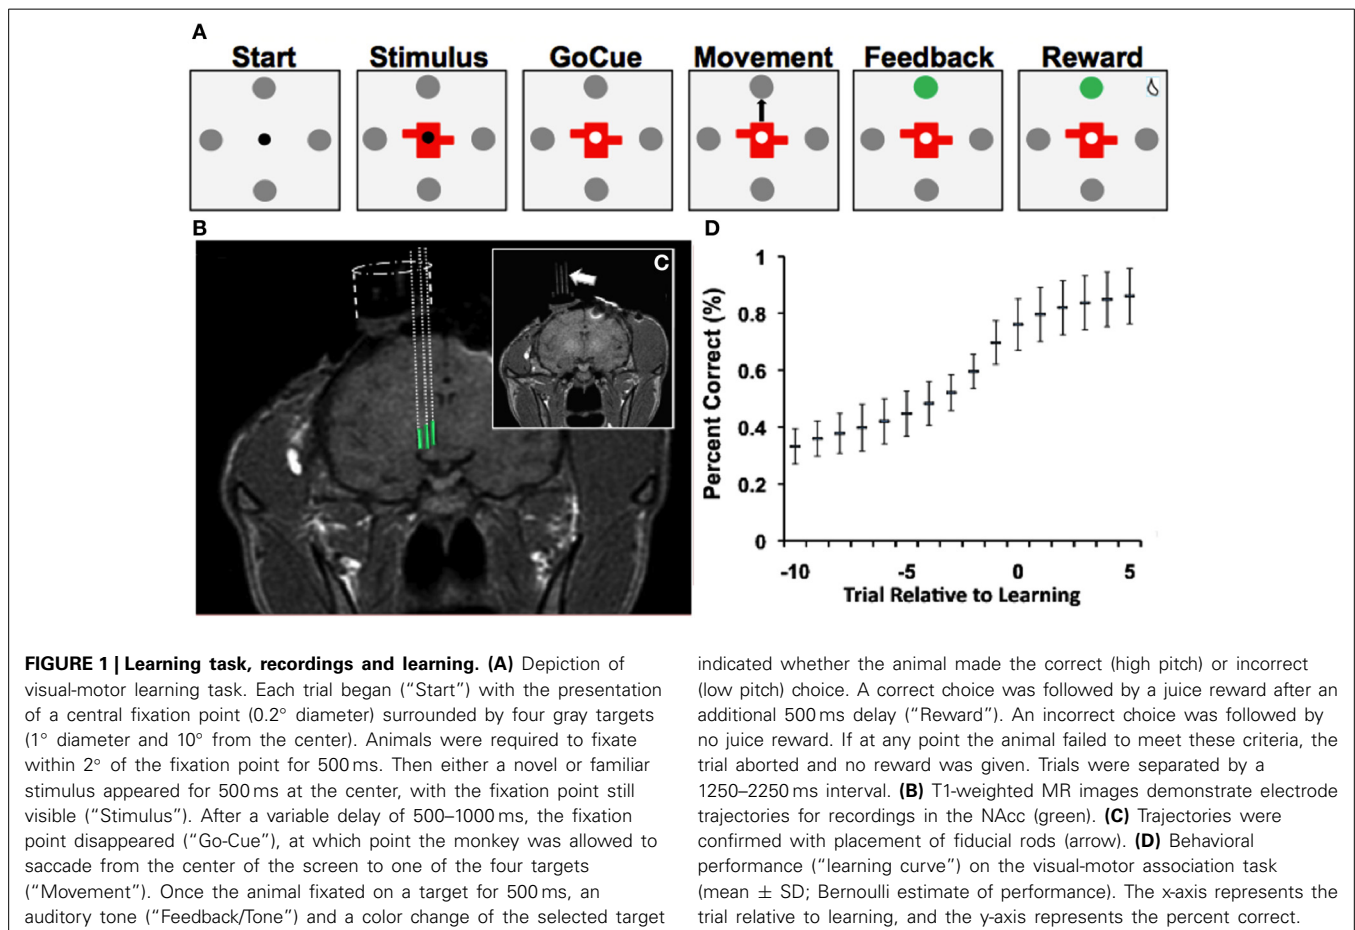 A
Start Stimulus GoCue Movement Feedback Reward
B
C
D
Percent Correct (%)
1
0.8
0.6
0.4
0.2
0
-10 -5 0 5
Trial Relative to Learning
FIGURE 1 | Learning task, recordings and learning. (A) Depiction of
visual-motor learning task. Each trial began (“Start”) with the presentation
of a central fixation point (0.2° diameter) surrounded by four gray targets
(1° diameter and 10° from the center). Animals were required to fixate
within 2° of the fixation point for 500 ms. Then either a novel or familiar
stimulus appeared for 500 ms at the center, with the fixation point still
visible (“Stimulus”). After a variable delay of 500–1000 ms, the fixation
point disappeared (“Go-Cue”), at which point the monkey was allowed to
saccade from the center of the screen to one of the four targets
(“Movement”). Once the animal fixated on a target for 500 ms, an
auditory tone (“Feedback/Tone”) and a color change of the selected target
indicated whether the animal made the correct (high pitch) or incorrect
(low pitch) choice. A correct choice was followed by a juice reward after an
additional 500 ms delay (“Reward”). An incorrect choice was followed by
no juice reward. If at any point the animal failed to meet these criteria, the
trial aborted and no reward was given. Trials were separated by a
1250–2250 ms interval. (B) T1-weighted MR images demonstrate electrode
trajectories for recordings in the NAcc (green). (C) Trajectories were
confirmed with placement of fiducial rods (arrow). (D) Behavioral
performance (“learning curve”) on the visual-motor association task
(mean ± SD; Bernoulli estimate of performance). The x-axis represents the
trial relative to learning, and the y-axis represents the percent correct.